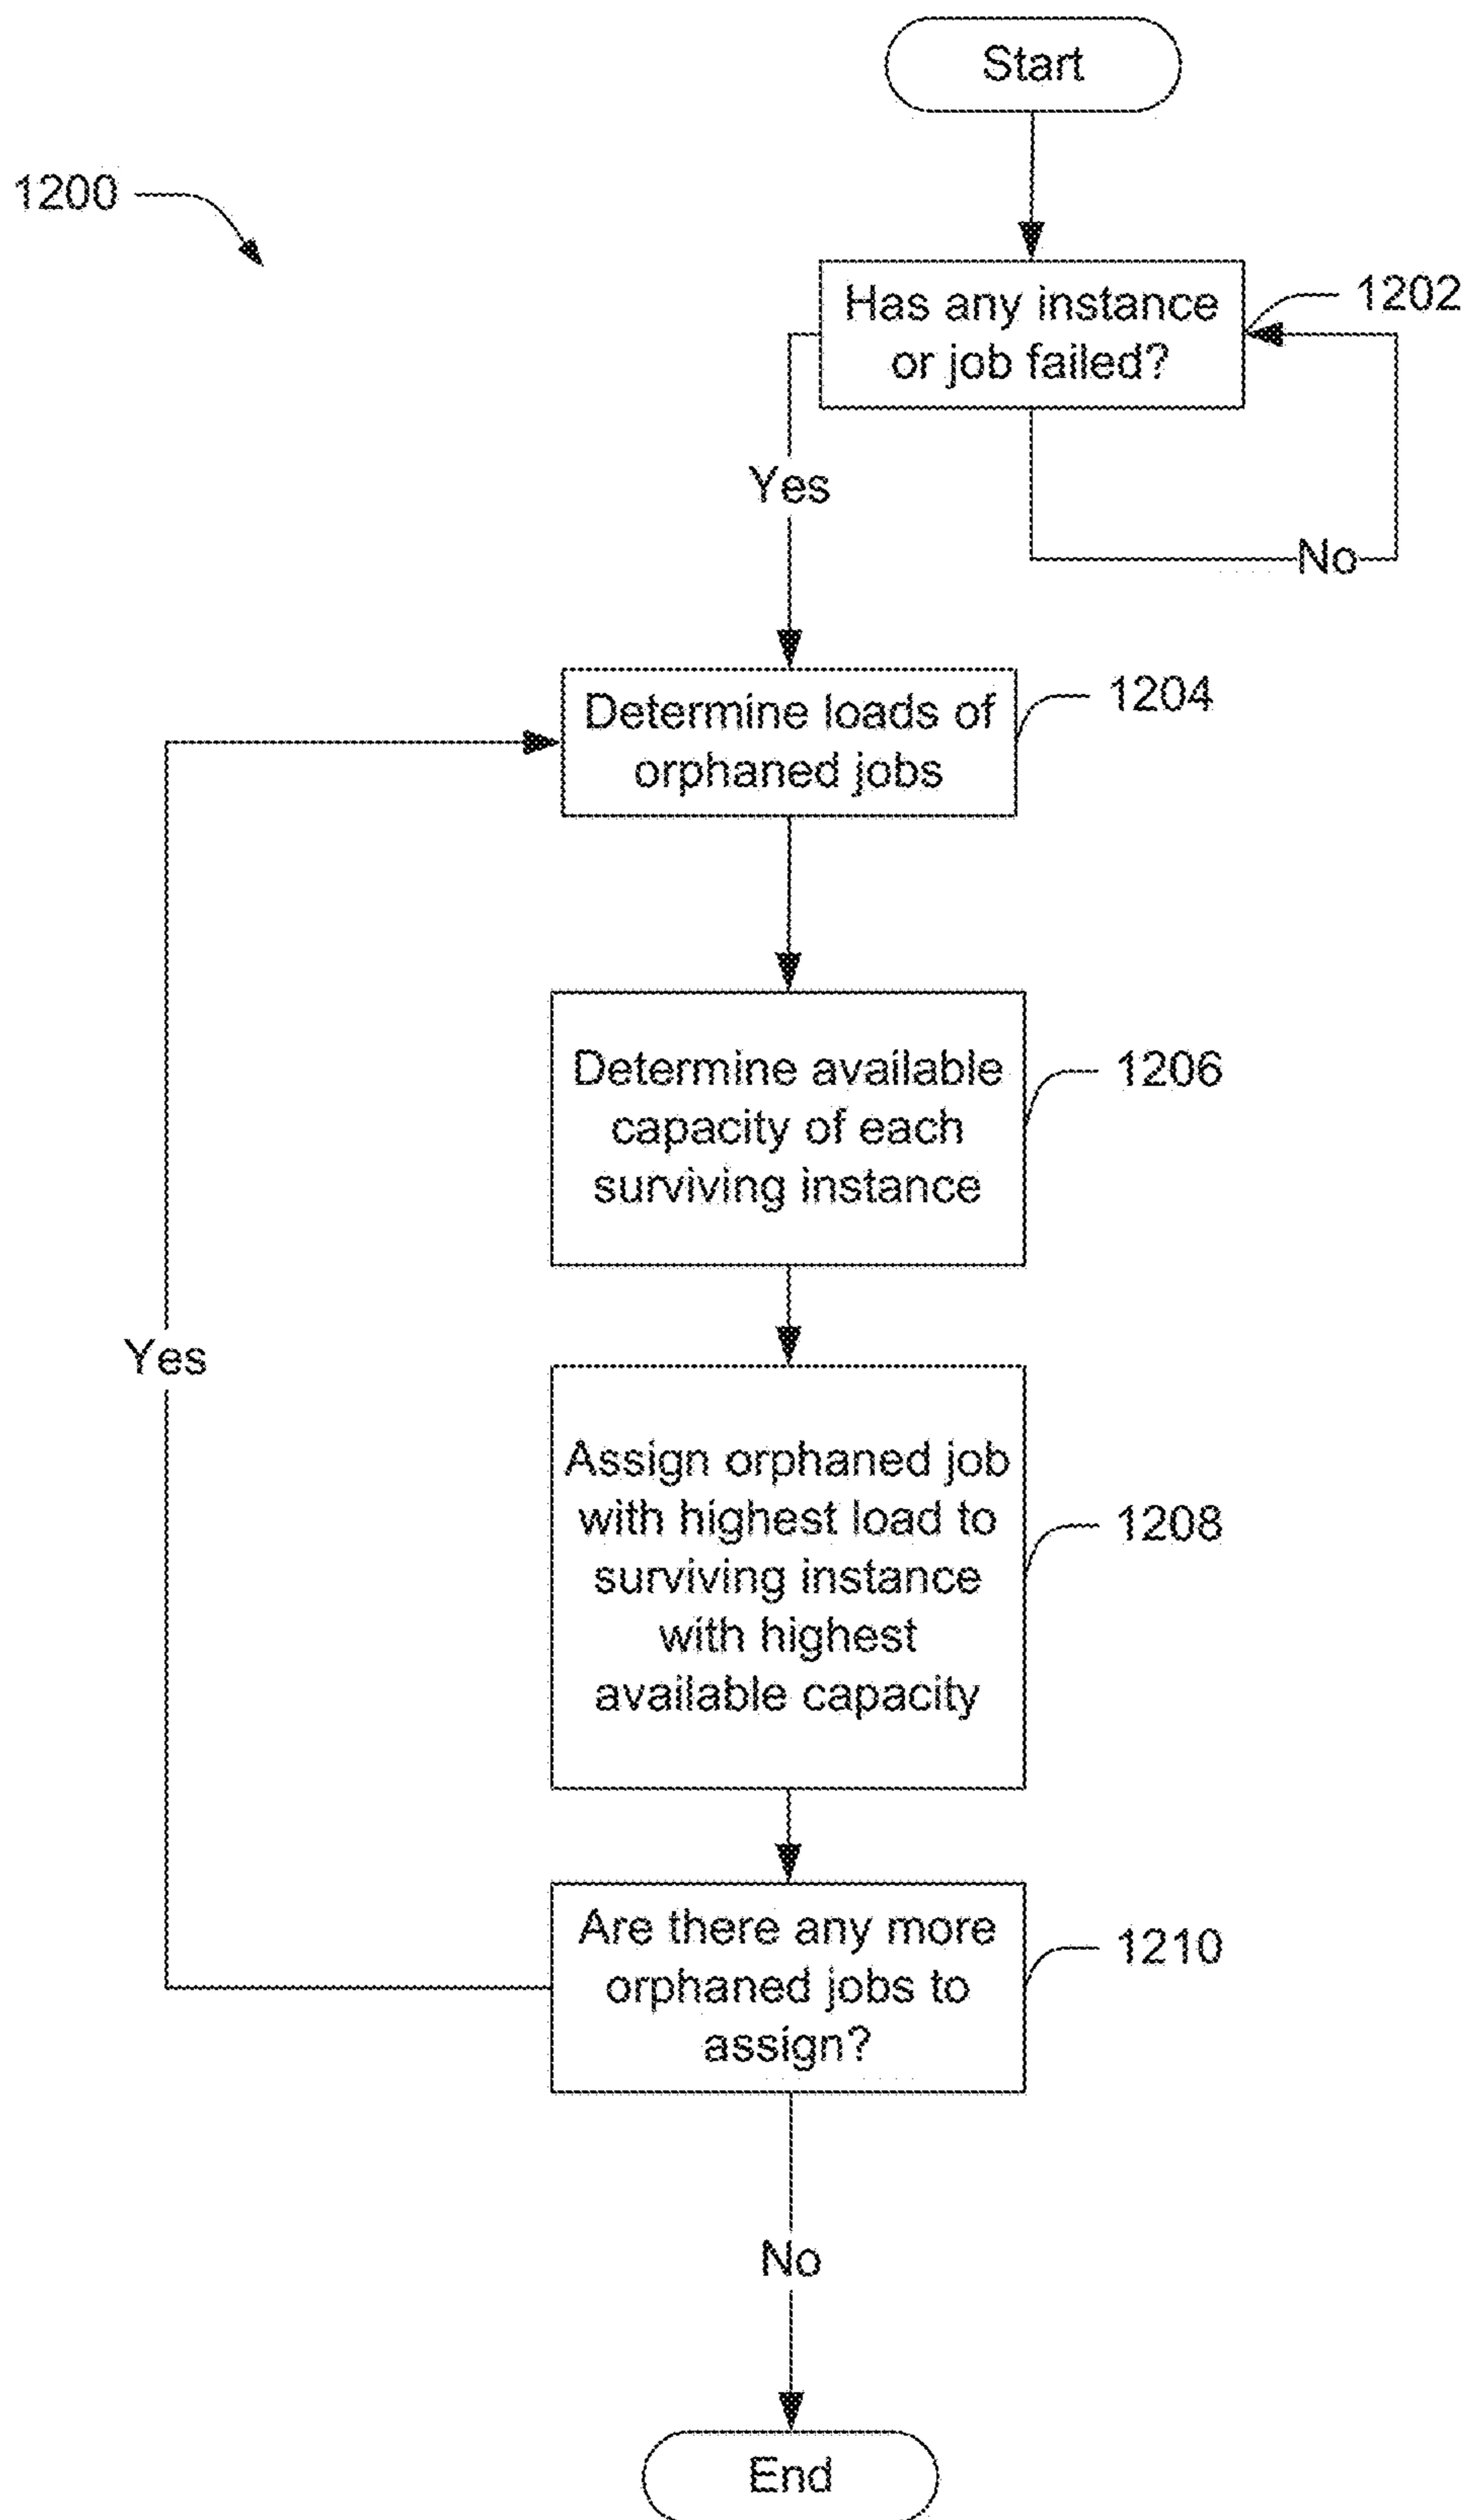 Start
1200
Has any instance
or job failed?
1202
Yes
No
Determine loads of
orphaned jobs
1204
Determine available
capacity of each
surviving instance
1206
Yes
Assign orphaned job
with highest load to
surviving instance
with highest
available capacity
1208
Are there any more
orphaned jobs to
assign?
1210
No
End